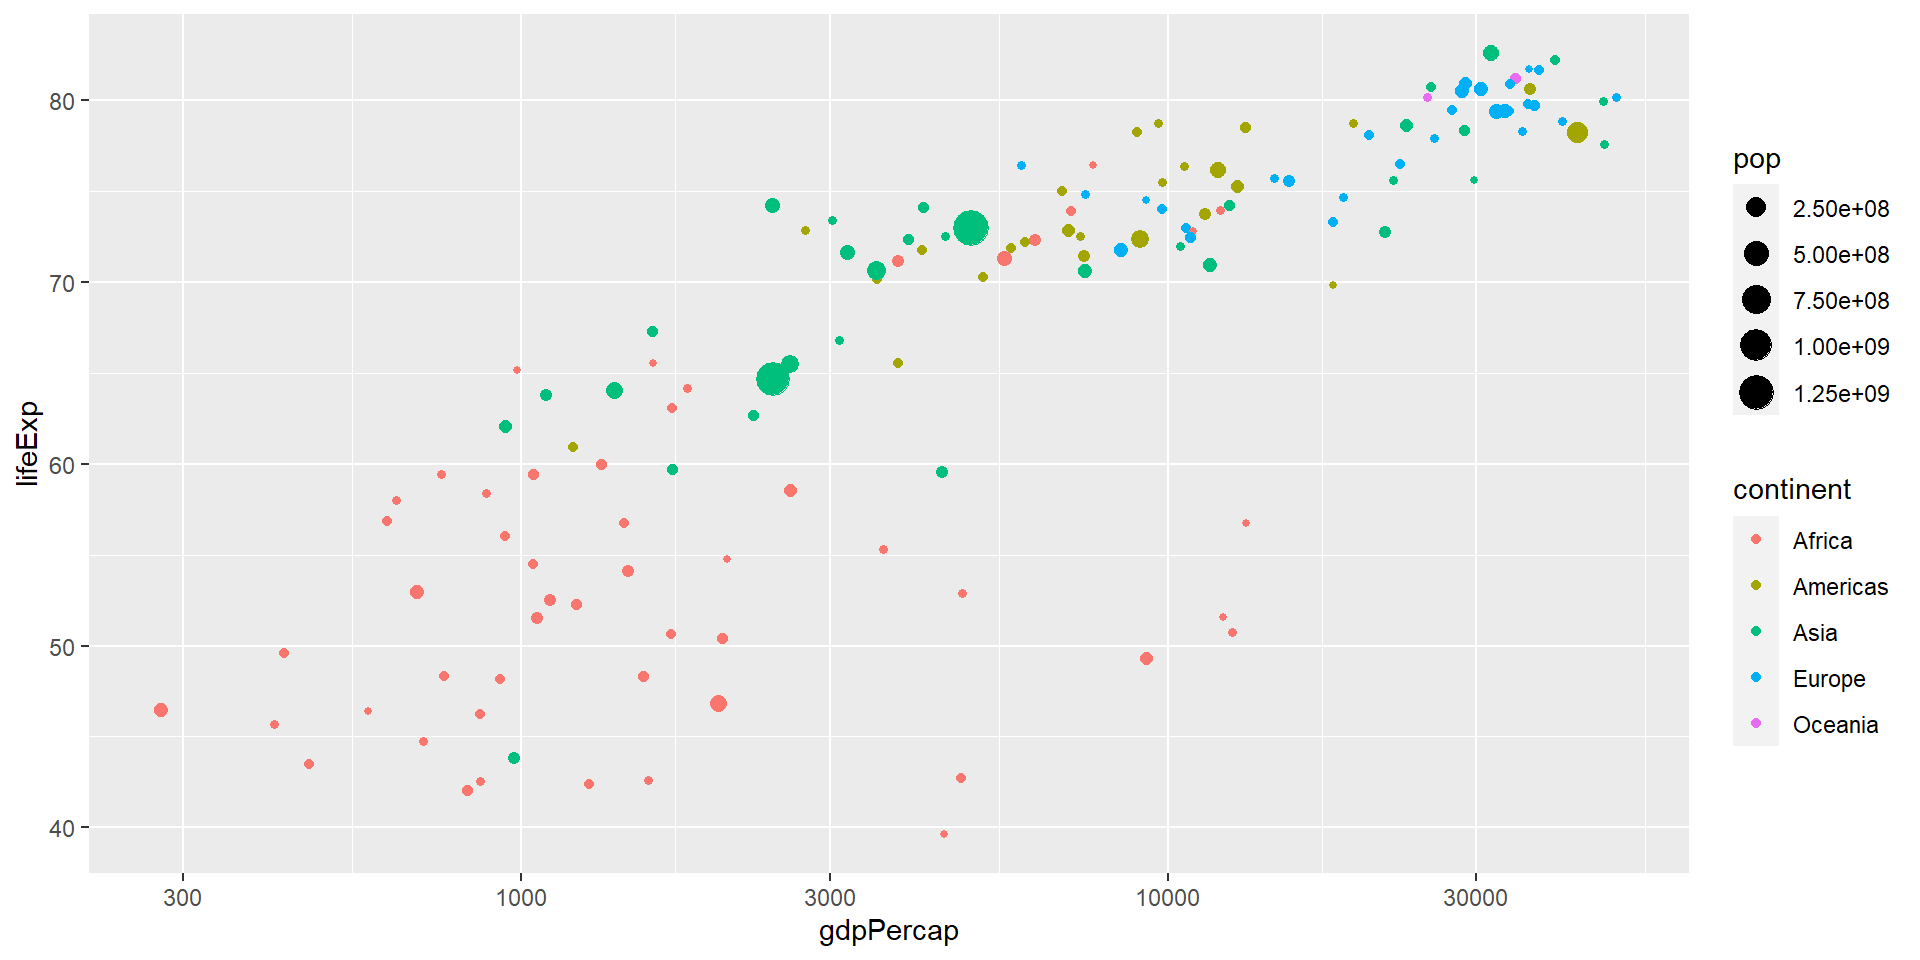 80
70
60
50
40
lifeExp
300
1000
3000
10000
30000
gdpPercap
pop
2.50e+08
5.00e+08
7.50e+08
1.00e+09
1.25e+09
continent
Africa
Americas
Asia
Europe
Oceania